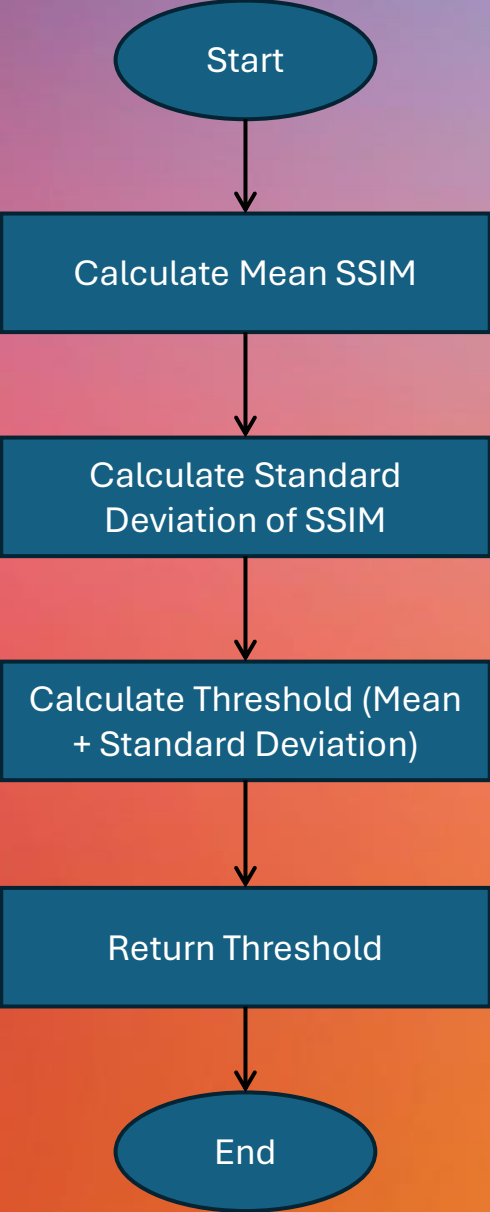 Start
Calculate Mean SSIM
Calculate Standard
Deviation of SSIM
Calculate Threshold (Mean
+ Standard Deviation)
Return Threshold
End